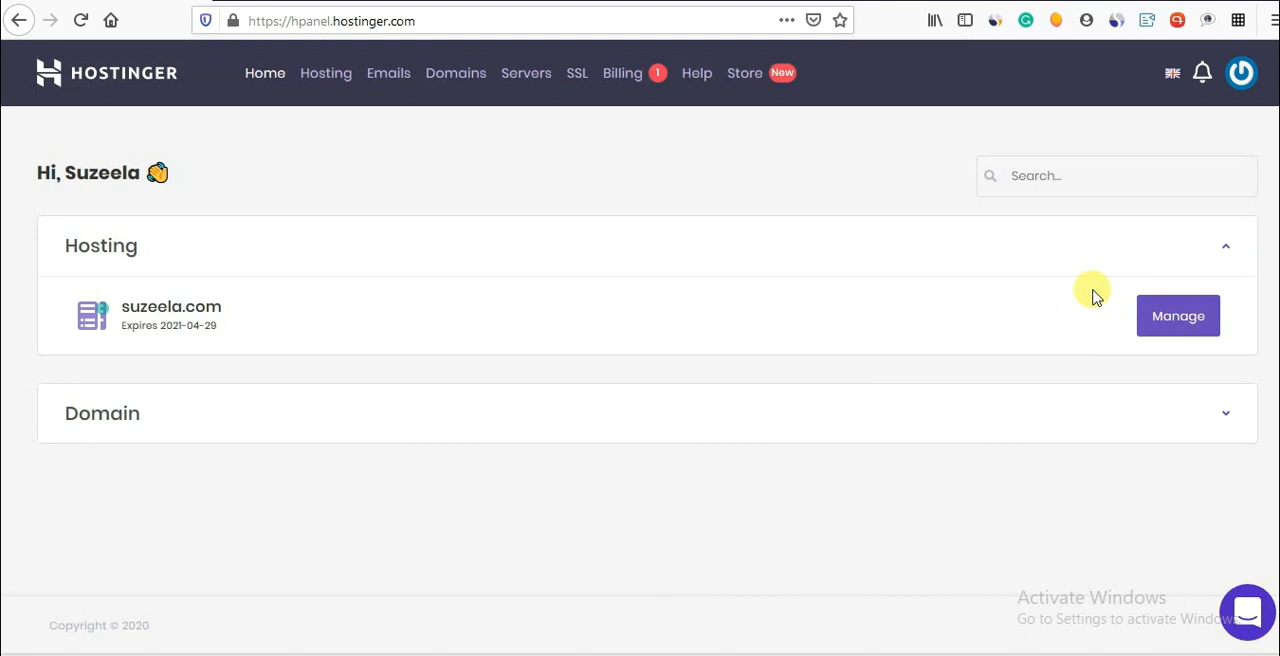 https://hpanel.hostinger.com
HOSTINGER Home Hosting Emails Domains Servers SSL Billing 1 Help Store New
Hi, Suzeela
Search...
Hosting
suzeela.com
Expires 2021-04-29
Manage
Domain
Activate Windows
Go to Settings to activate Windows.
Copyright © 2020